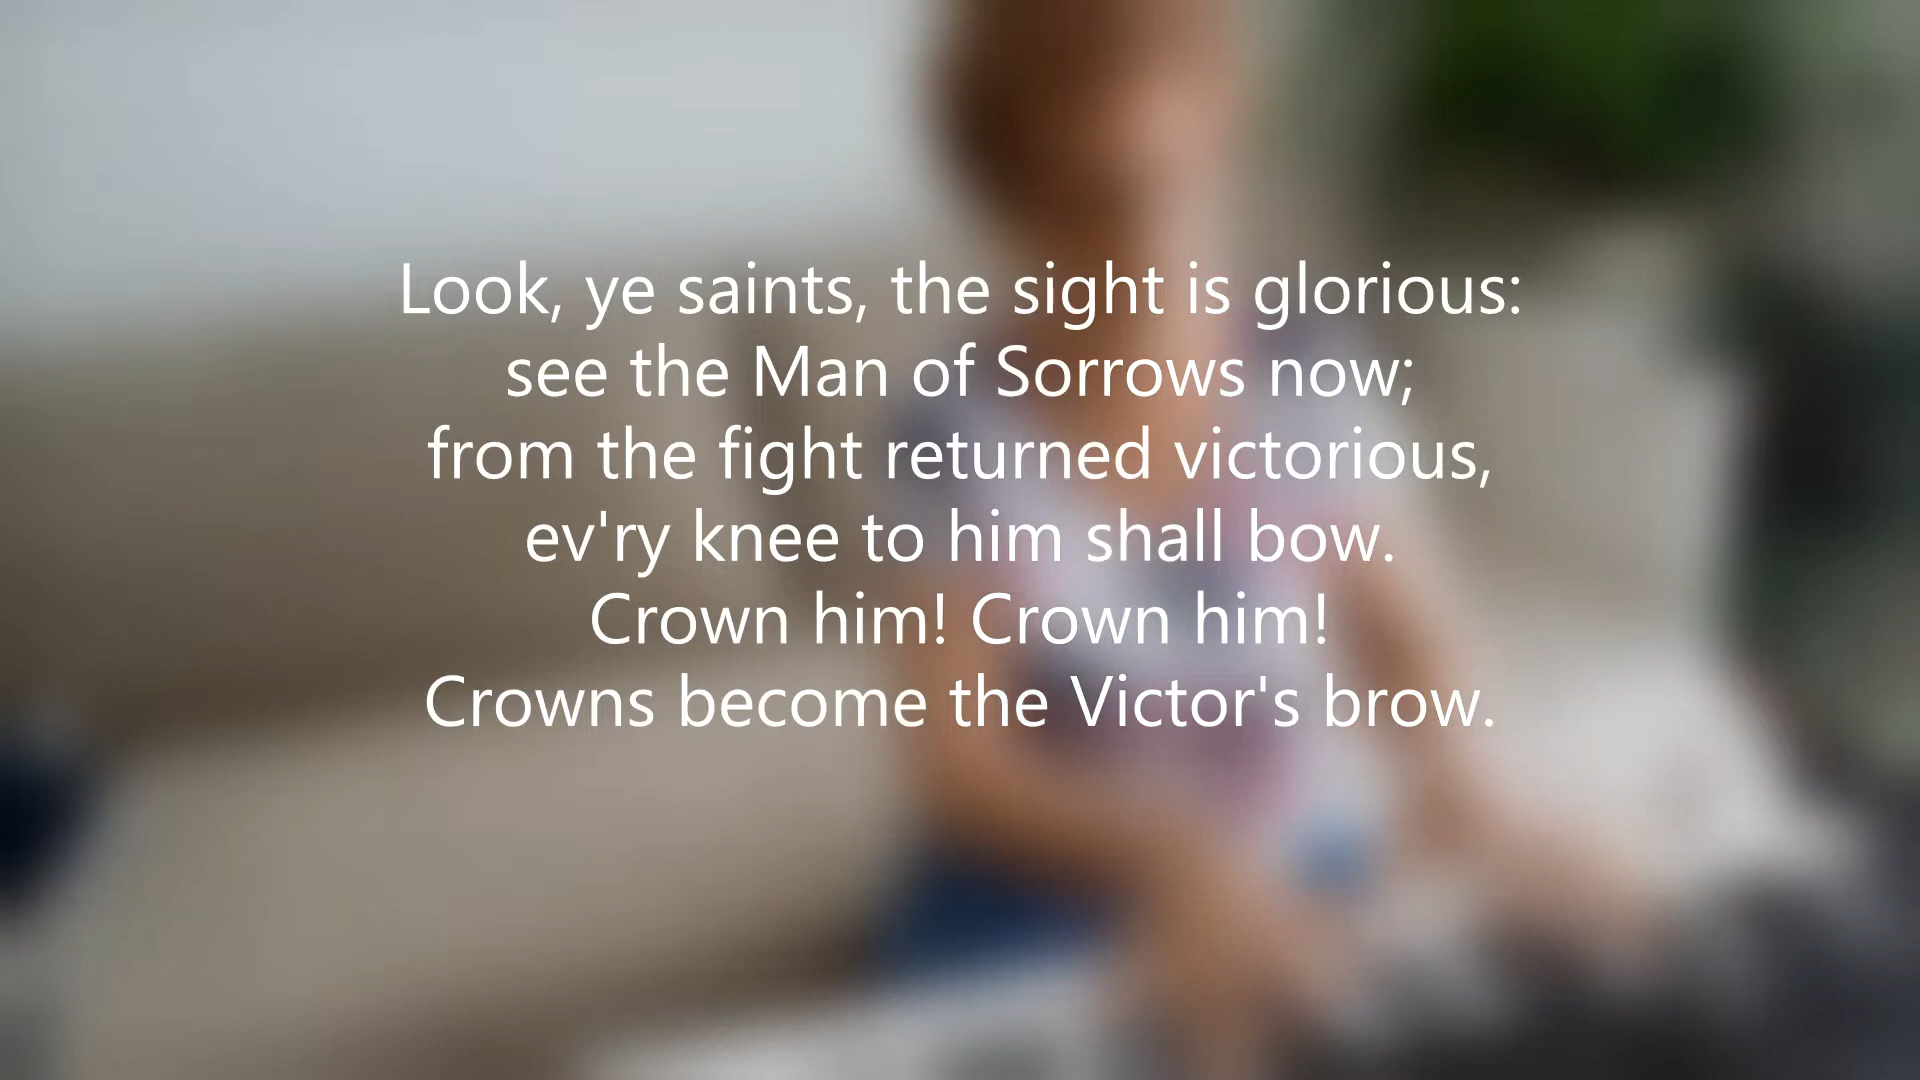 Look, ye saints, the sight is glorious:
see the Man of Sorrows now;
from the fight returned victorious,
ev'ry knee to him shall bow.
Crown him! Crown him!
Crowns become the Victor's brow.